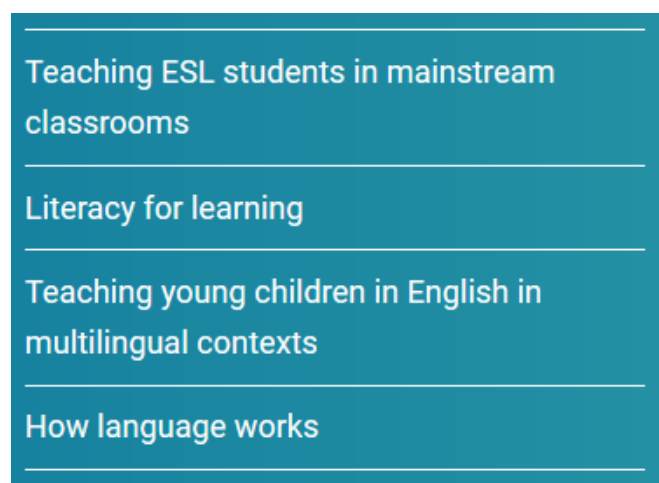 Teaching ESL students in mainstream
classrooms
Literacy for learning
Teaching young children in English in
multilingual contexts
How language works